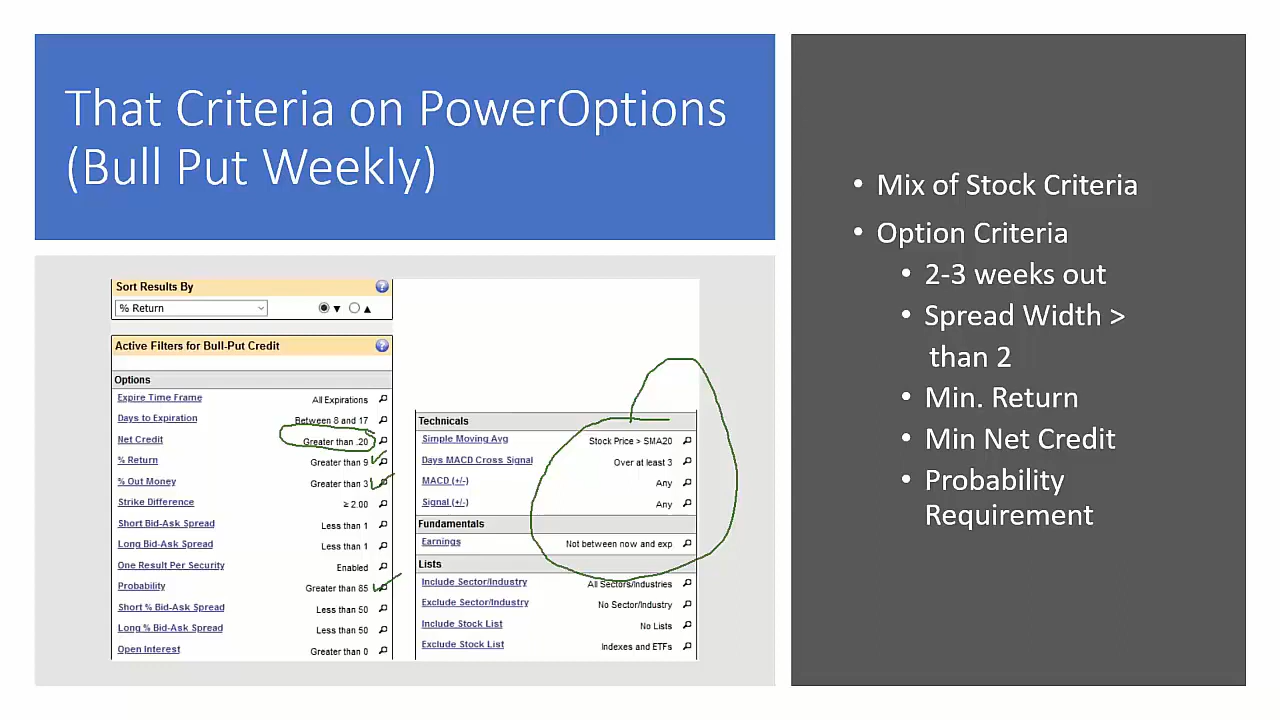 That Criteria on PowerOptions
(Bull Put Weekly)
Sort Results By
% Return
Active Filters for Bull-Put Credit
Options
Expire Time Frame All Expirations
Days to Expiration Between 8 and 17
Net Credit Greater than .20
% Return Greater than 9
% Out Money Greater than 3
Strike Difference ≥ 2.00
Short Bid-Ask Spread Less than 1
Long Bid-Ask Spread Less than 1
One Result Per Security Enabled
Probability Greater than 85
Short % Bid-Ask Spread Less than 50
Long % Bid-Ask Spread Less than 50
Open Interest Greater than 0
Technicals
Simple Moving Avg Stock Price > SMA20
Days MACD Cross Signal Over at least 3
MACD (+/-) Any
Signal (+/-) Any
Fundamentals
Earnings Not between now and exp
Lists
Include Sector/Industry All Sectors/Industries
Exclude Sector/Industry No Sector/Industry
Include Stock List No Lists
Exclude Stock List Indexes and ETFs
• Mix of Stock Criteria
• Option Criteria
• 2-3 weeks out
• Spread Width >
than 2
• Min. Return
• Min Net Credit
• Probability
Requirement